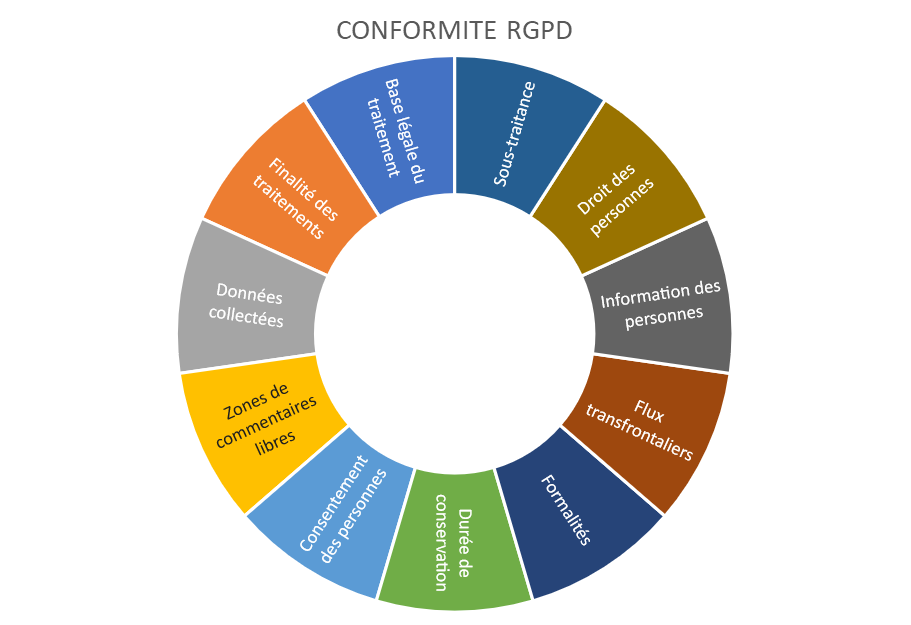 CONFORMITE RGPD
Base légale du
traitement
Sous-traitance
Droit des
personnes
Information des
personnes
Flux
transfrontaliers
Formalités
Durée de
conservation
Consentement
des personnes
Zones de
commentaires
libres
Données
collectées
Finalité des
traitements